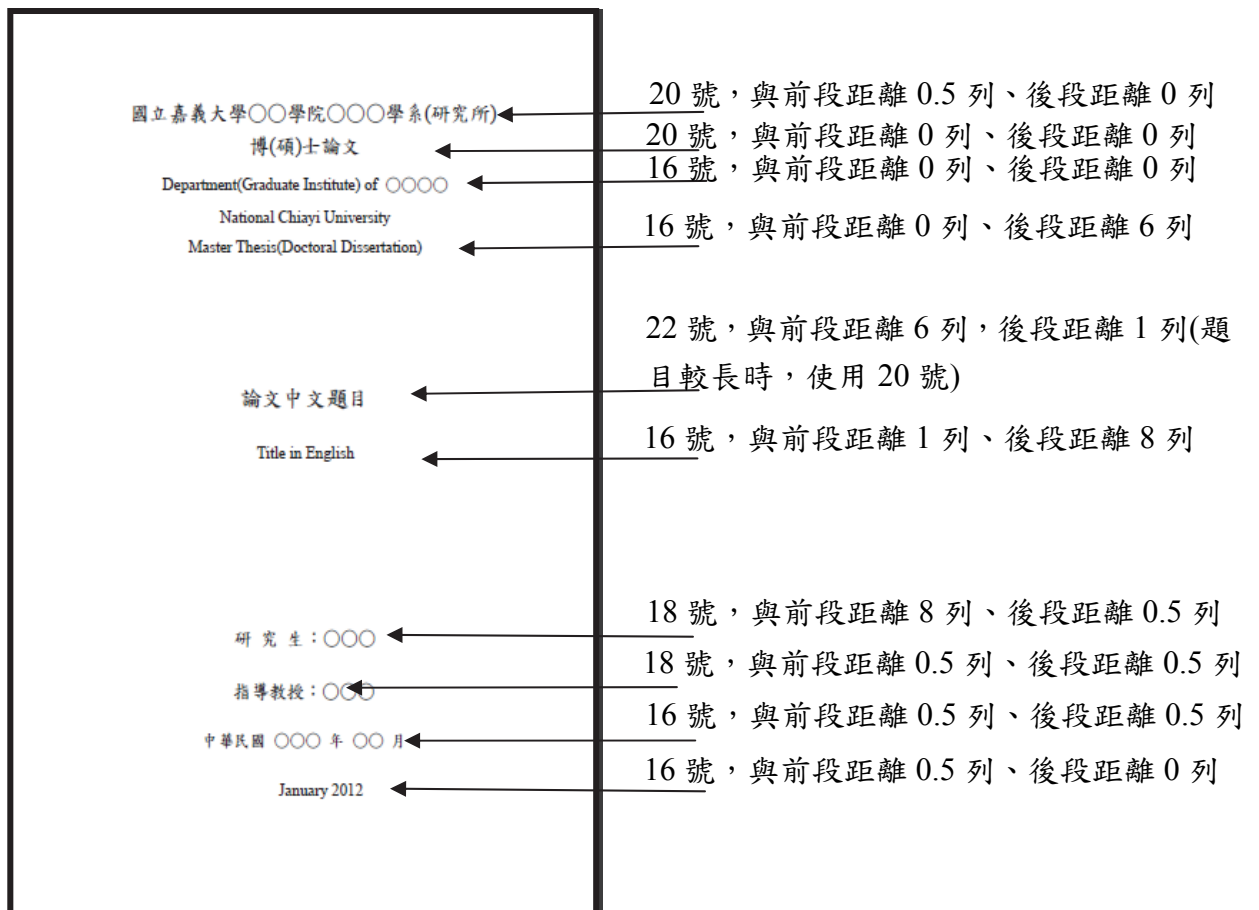 國立嘉義大學○○學院○○○學系(研究所)
博(碩)士論文
Department(Graduate Institute) of ○○○○
National Chiayi University
Master Thesis(Doctoral Dissertation)
論文中文題目
Title in English
研 究 生：○○○
指導教授：○○○
中華民國 ○○○ 年 ○○ 月
January 2012
20 號，與前段距離 0.5 列、後段距離 0 列
20 號，與前段距離 0 列、後段距離 0 列
16 號，與前段距離 0 列、後段距離 0 列
16 號，與前段距離 0 列、後段距離 6 列
22 號，與前段距離 6 列，後段距離 1 列(題
目較長時，使用 20 號)
16 號，與前段距離 1 列、後段距離 8 列
18 號，與前段距離 8 列、後段距離 0.5 列
18 號，與前段距離 0.5 列、後段距離 0.5 列
16 號，與前段距離 0.5 列、後段距離 0.5 列
16 號，與前段距離 0.5 列、後段距離 0 列